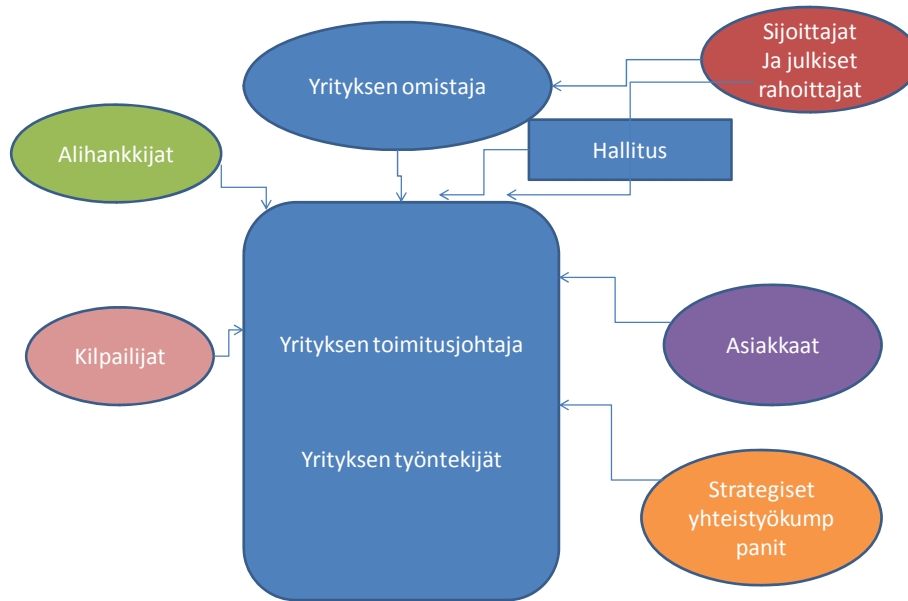 Sijoittajat
Ja julkiset
rahoittajat
Yrityksen omistaja
Hallitus
Alihankkijat
Yrityksen toimitusjohtaja
Asiakkaat
Kilpailijat
Yrityksen työntekijät
Strategiset
yhteistyökump
panit